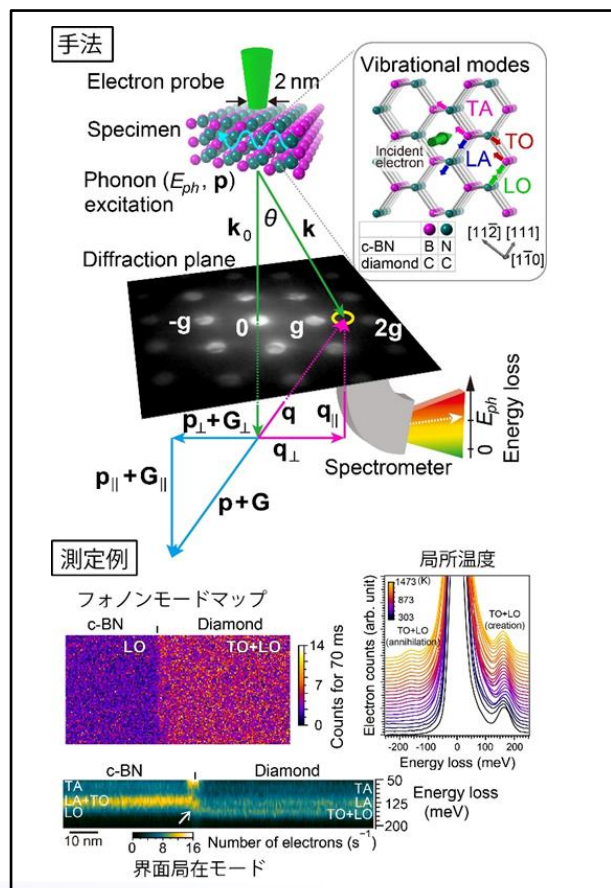 手法
Electron probe
2 nm
Specimen
Phonon (E_ph, p)
excitation
k₀
θ
k
Diffraction plane
-g
0
g
2g
Vibrational modes
TA
TO
Incident
electron
LA
LO
B N
c-BN B N
diamond C C
[112̄] [111]
[11̄0]
p⊥+G⊥
q
q||
q⊥
p||+G||
p+G
Spectrometer
E_ph
0
Energy loss
測定例
フォノンモードマップ
c-BN Diamond
LO TO+LO
14
7
0
Counts for 70 ms
局所温度
1473(K)
873
303
TO+LO
(annihilation)
TO+LO
(creation)
Electron counts (arb. unit)
-200 -100 0 100 200
Energy loss (meV)
c-BN Diamond
TA TA
LA+TO LA
LO TO+LO
50
125
200
Energy loss
(meV)
10 nm
0 8 16
Number of electrons (s⁻¹)
界面局在モード